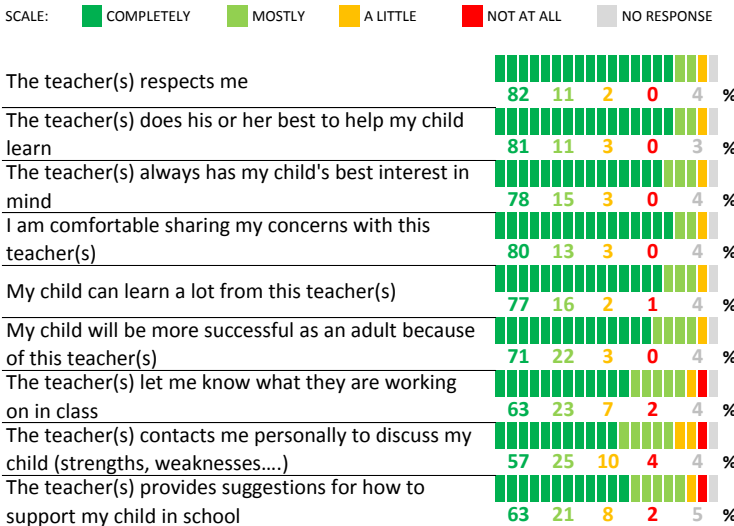 SCALE: COMPLETELY MOSTLY A LITTLE NOT AT ALL NO RESPONSE
The teacher(s) respects me
82 11 2 0 4 %
The teacher(s) does his or her best to help my child
learn
81 11 3 0 3 %
The teacher(s) always has my child's best interest in
mind
78 15 3 0 4 %
I am comfortable sharing my concerns with this
teacher(s)
80 13 3 0 4 %
My child can learn a lot from this teacher(s)
77 16 2 1 4 %
My child will be more successful as an adult because
of this teacher(s)
71 22 3 0 4 %
The teacher(s) let me know what they are working
on in class
63 23 7 2 4 %
The teacher(s) contacts me personally to discuss my
child (strengths, weaknesses....)
57 25 10 4 4 %
The teacher(s) provides suggestions for how to
support my child in school
63 21 8 2 5 %